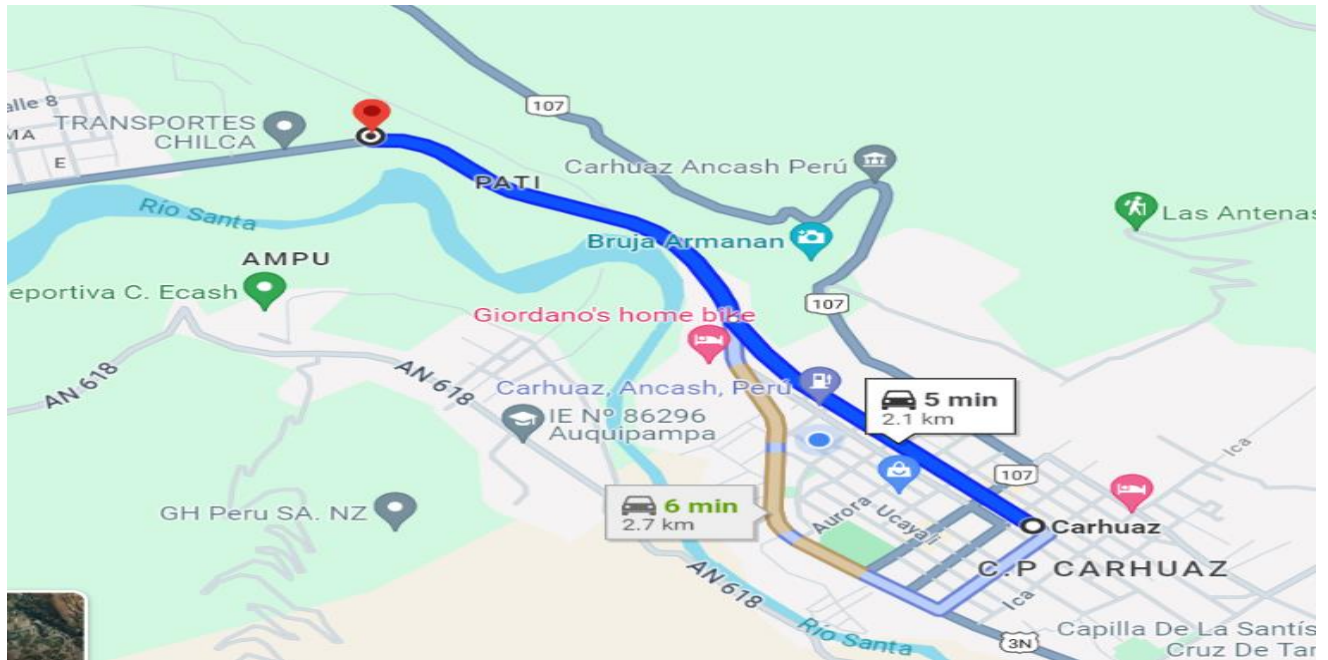 alle 8
MA
E
TRANSPORTES
CHILCA
107
PATI
Carhuaz Ancash Perú
Las Antenas
Río Santa
AMPU
Bruja Armanan
eportiva C. Ecash
107
Giordano's home bike
AN 618
AN 618
Carhuaz, Ancash, Perú
IE Nº 86296
Auquipampa
5 min
2.1 km
Ica
107
GH Peru SA. NZ
6 min
2.7 km
Aurora
Ucayali
Carhuaz
C.P CARHUAZ
AN 618
Ica
Río Santa
3N
Capilla De La Santís
Cruz De Tar